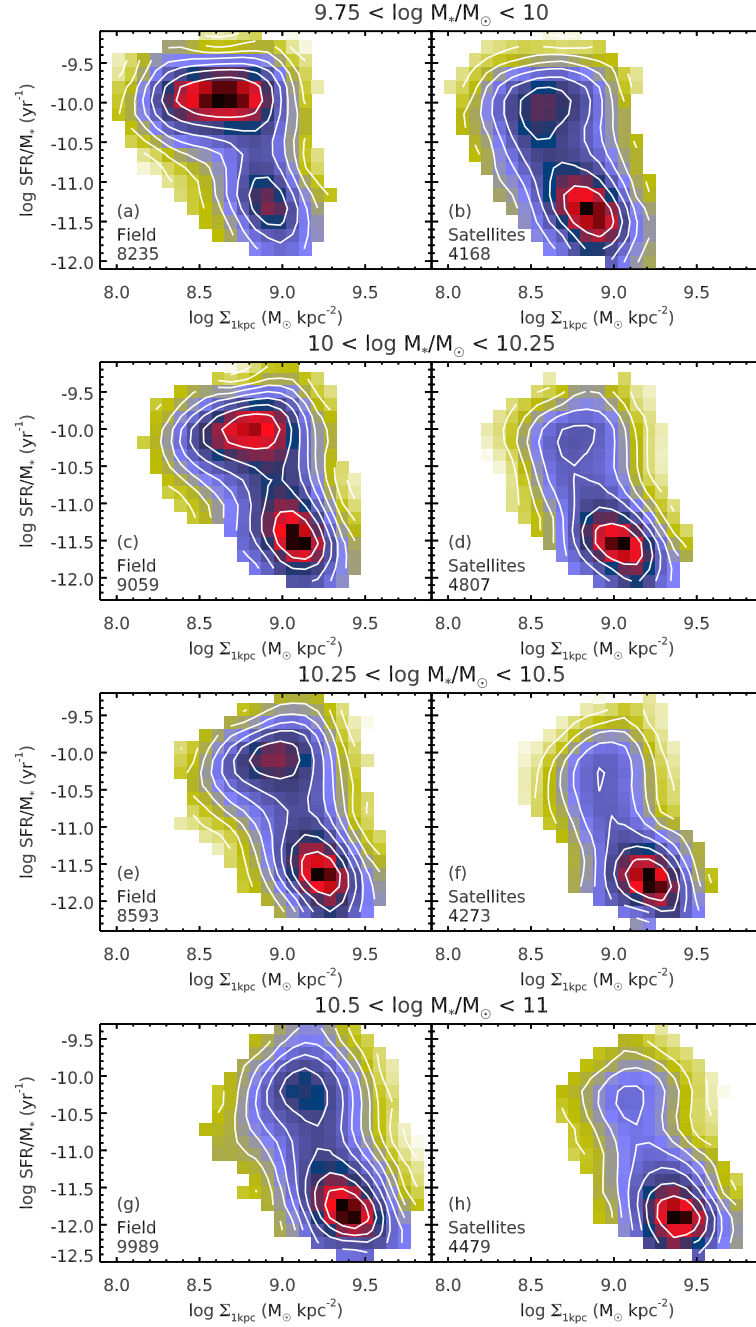 9.75 < log M*/M☉ < 10
log SFR/M* (yr-1)
-9.5
-10.0
-10.5
-11.0
-11.5
-12.0
(a)
Field
8235
(b)
Satellites
4168
8.0 8.5 9.0 9.5 8.0 8.5 9.0 9.5
log Σ1kpc (M☉ kpc-2) log Σ1kpc (M☉ kpc-2)
10 < log M*/M☉ < 10.25
log SFR/M* (yr-1)
-9.5
-10.0
-10.5
-11.0
-11.5
-12.0
(c)
Field
9059
(d)
Satellites
4807
8.0 8.5 9.0 9.5 8.0 8.5 9.0 9.5
log Σ1kpc (M☉ kpc-2) log Σ1kpc (M☉ kpc-2)
10.25 < log M*/M☉ < 10.5
log SFR/M* (yr-1)
-9.5
-10.0
-10.5
-11.0
-11.5
-12.0
(e)
Field
8593
(f)
Satellites
4273
8.0 8.5 9.0 9.5 8.0 8.5 9.0 9.5
log Σ1kpc (M☉ kpc-2) log Σ1kpc (M☉ kpc-2)
10.5 < log M*/M☉ < 11
log SFR/M* (yr-1)
-9.5
-10.0
-10.5
-11.0
-11.5
-12.0
-12.5
(g)
Field
9989
(h)
Satellites
4479
8.0 8.5 9.0 9.5 8.0 8.5 9.0 9.5
log Σ1kpc (M☉ kpc-2) log Σ1kpc (M☉ kpc-2)